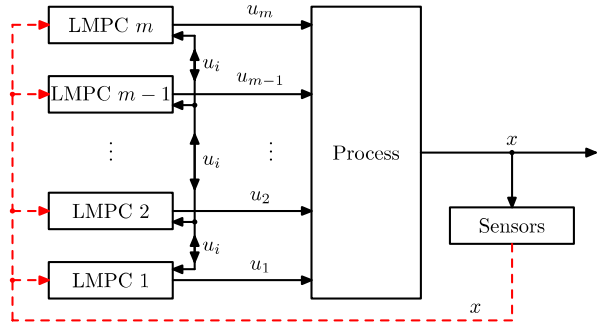 LMPC m
u_m
u_i
LMPC m − 1
u_{m−1}
⋮
u_i
⋮
Process
x
LMPC 2
u_2
Sensors
u_i
LMPC 1
u_1
x